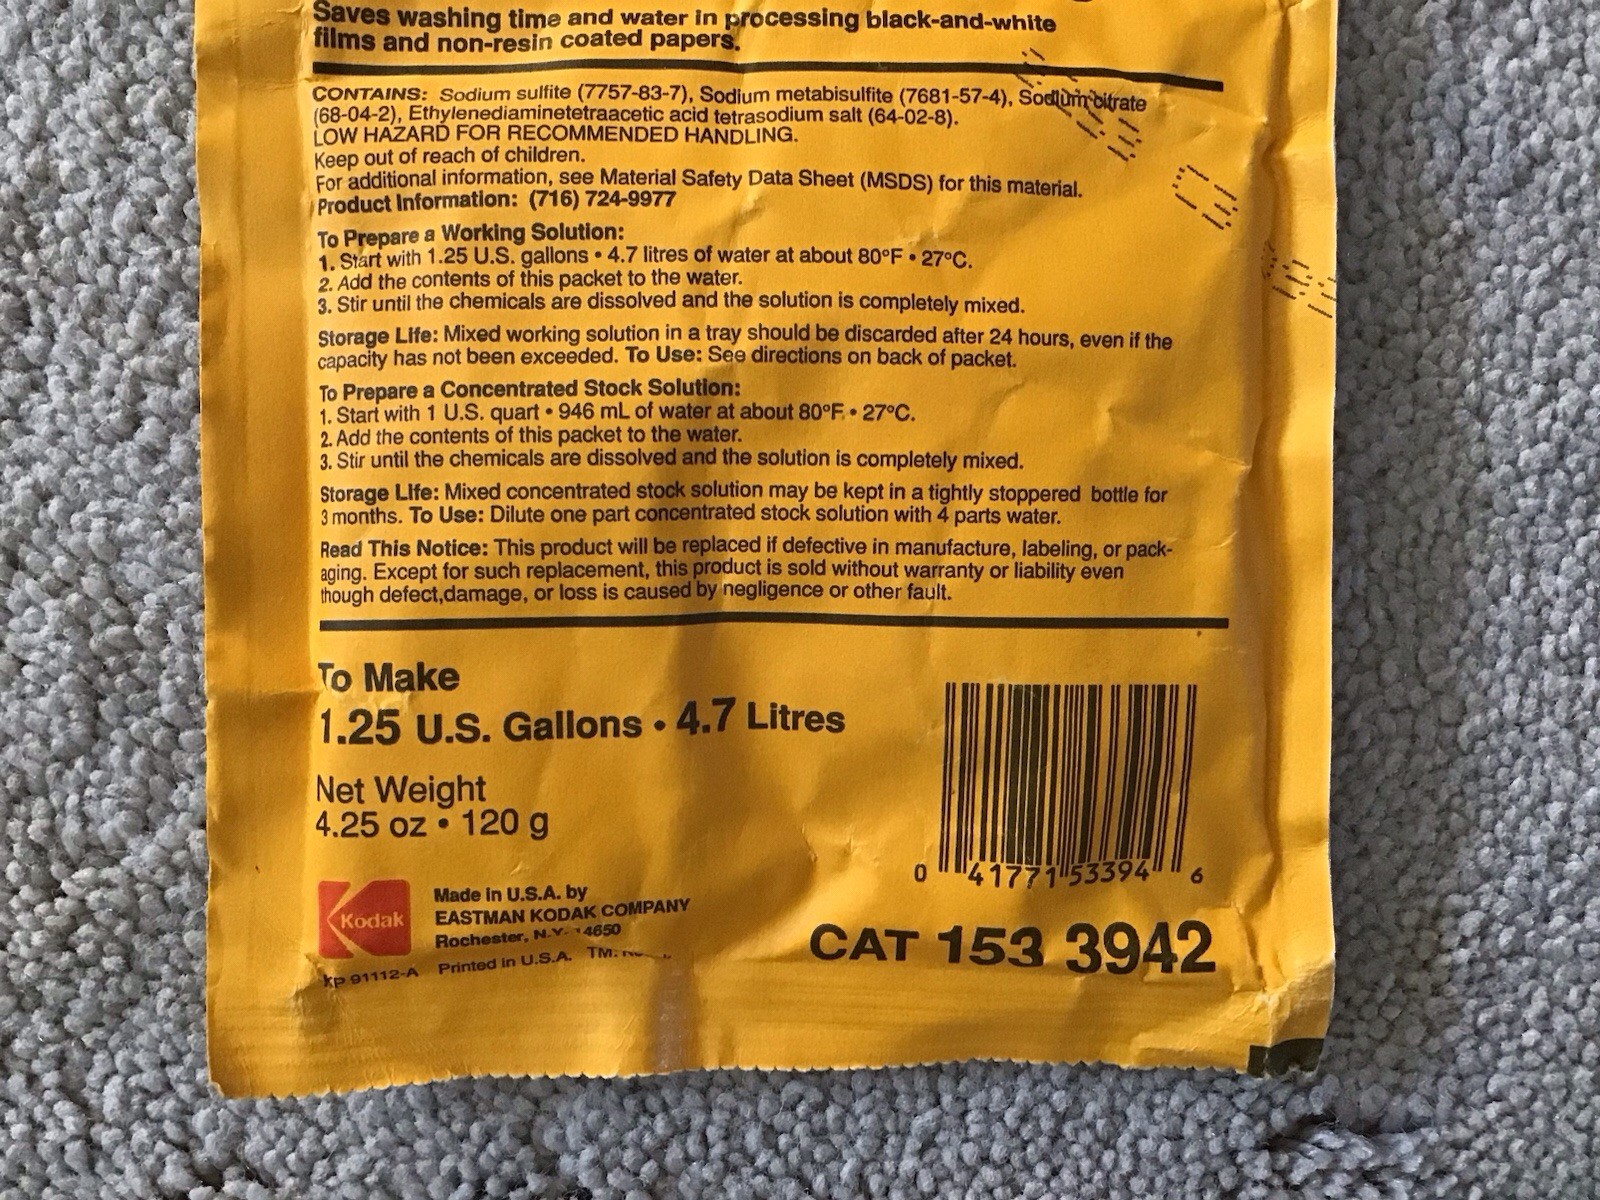 Saves washing time and water in processing black-and-white
films and non-resin coated papers.
CONTAINS: Sodium sulfite (7757-83-7), Sodium metabisulfite (7681-57-4), Sodium citrate
(68-04-2), Ethylenediaminetetraacetic acid tetrasodium salt (64-02-8).
LOW HAZARD FOR RECOMMENDED HANDLING.
Keep out of reach of children.
For additional information, see Material Safety Data Sheet (MSDS) for this material.
Product Information: (716) 724-9977
To Prepare a Working Solution:
1. Start with 1.25 U.S. gallons • 4.7 litres of water at about 80°F • 27°C.
2. Add the contents of this packet to the water.
3. Stir until the chemicals are dissolved and the solution is completely mixed.
Storage Life: Mixed working solution in a tray should be discarded after 24 hours, even if the
capacity has not been exceeded. To Use: See directions on back of packet.
To Prepare a Concentrated Stock Solution:
1. Start with 1 U.S. quart • 946 mL of water at about 80°F • 27°C.
2. Add the contents of this packet to the water.
3. Stir until the chemicals are dissolved and the solution is completely mixed.
Storage Life: Mixed concentrated stock solution may be kept in a tightly stoppered bottle for
3 months. To Use: Dilute one part concentrated stock solution with 4 parts water.
Read This Notice: This product will be replaced if defective in manufacture, labeling, or pack-
aging. Except for such replacement, this product is sold without warranty or liability even
though defect,damage, or loss is caused by negligence or other fault.
To Make
1.25 U.S. Gallons • 4.7 Litres
Net Weight
4.25 oz • 120 g
0 41771 53394 6
Kodak
Made in U.S.A. by
EASTMAN KODAK COMPANY
Rochester, N.Y. 14650
KP 91112-A Printed in U.S.A. TM:
CAT 153 3942